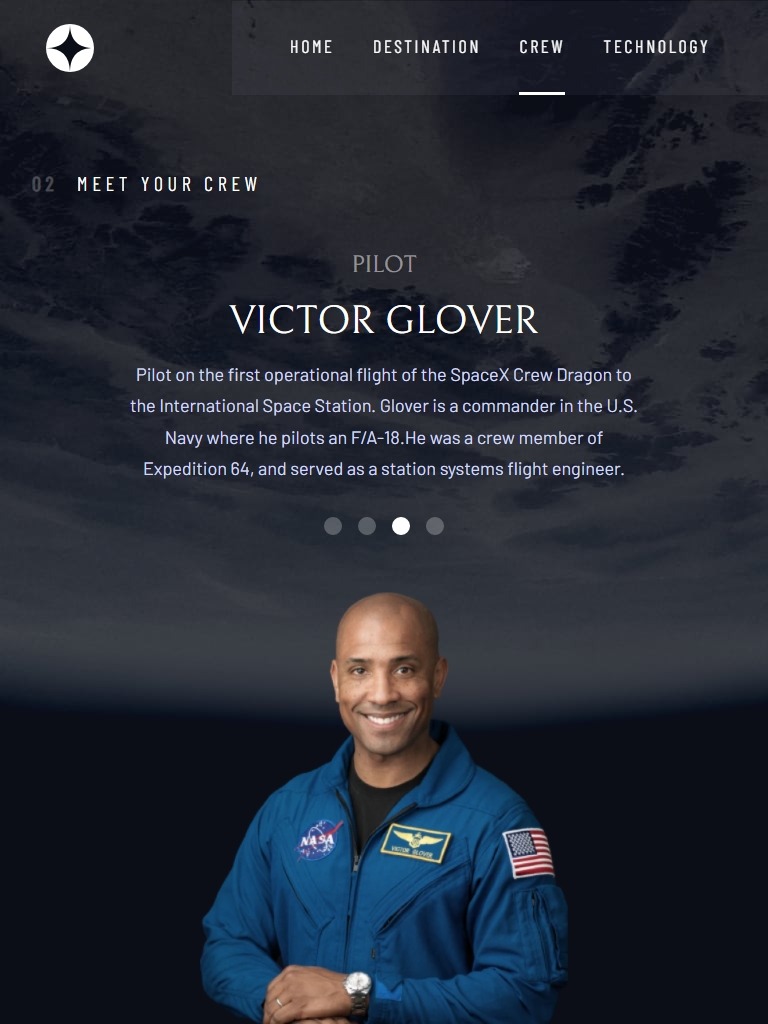 HOME DESTINATION CREW TECHNOLOGY
02 MEET YOUR CREW
PILOT
VICTOR GLOVER
Pilot on the first operational flight of the SpaceX Crew Dragon to
the International Space Station. Glover is a commander in the U.S.
Navy where he pilots an F/A-18.He was a crew member of
Expedition 64, and served as a station systems flight engineer.
NASA
VICTOR GLOVER